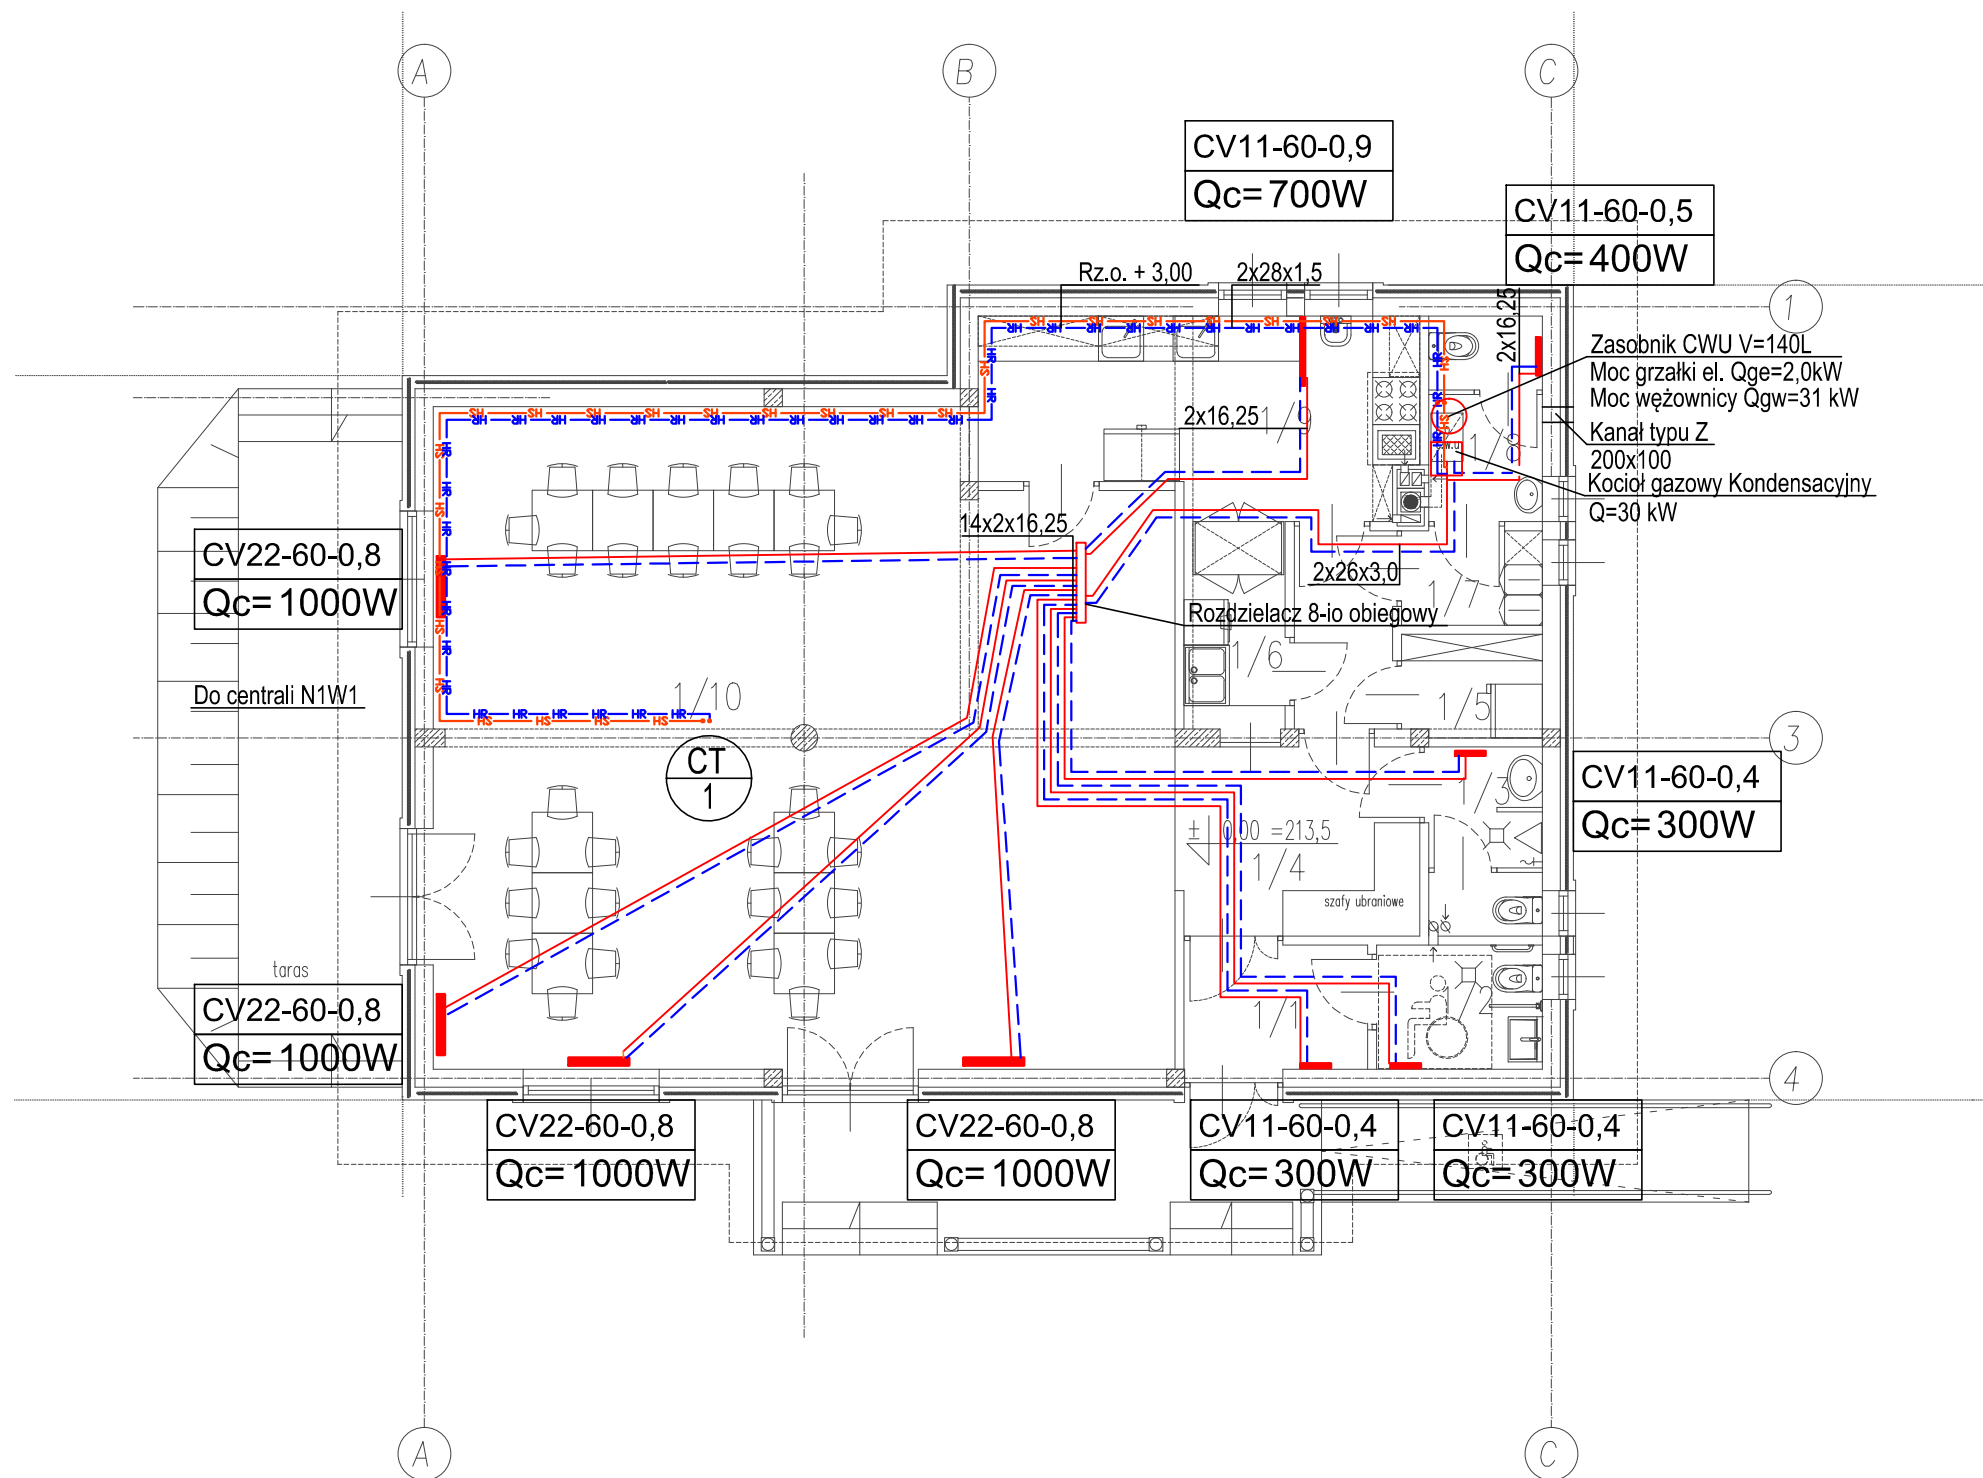 A
B
C
CV11-60-0,9
Qc=700W
CV11-60-0,5
Qc=400W
Rz.o. + 3,00
2x28x1,5
2x16,25
1
Zasobnik CWU V=140L
Moc grzałki el. Qge=2,0kW
Moc wężownicy Qgw=31 kW
Kanał typu Z
200x100
Kocioł gazowy Kondensacyjny
Q=30 kW
2x16,25
1/9
1/8
14x2x16,25
CV22-60-0,8
Qc=1000W
2x26x3,0
1/7
Rozdzielacz 8-io obiegowy
1/6
Do centrali N1W1
1/10
1/5
3
CT
1
CV11-60-0,4
Qc=300W
1/3
± 0,00 =213,5
1/4
szafy ubraniowe
taras
CV22-60-0,8
Qc=1000W
1/1
1/2
4
CV22-60-0,8
Qc=1000W
CV22-60-0,8
Qc=1000W
CV11-60-0,4
Qc=300W
CV11-60-0,4
Qc=300W
A
C